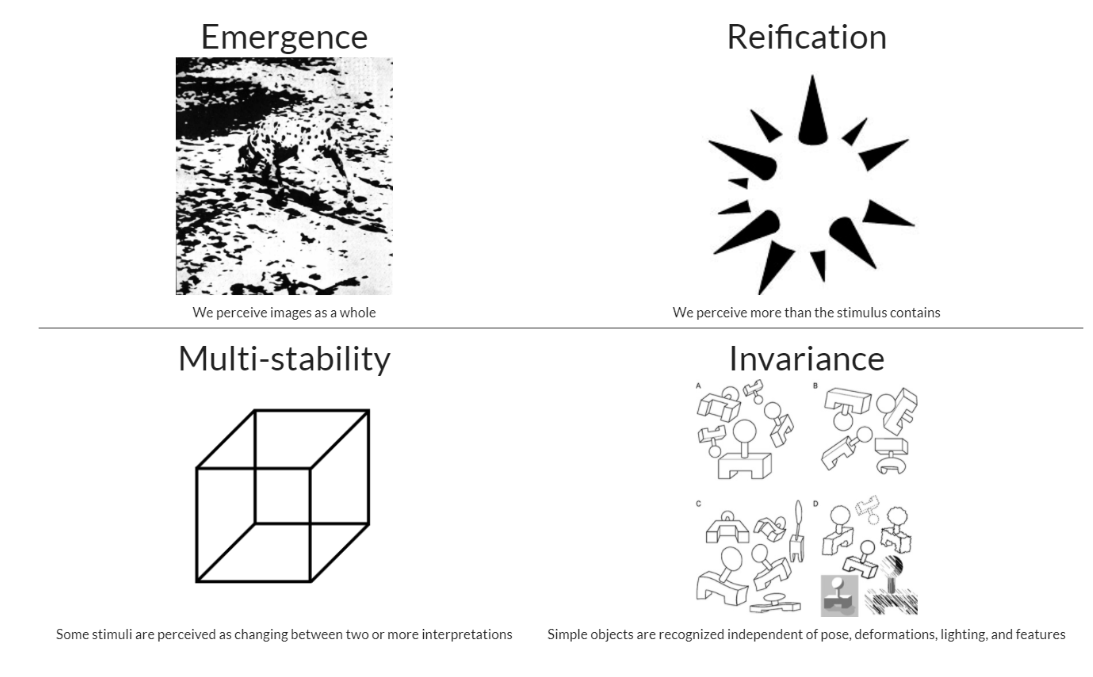 Emergence
Reification
We perceive images as a whole
We perceive more than the stimulus contains
Multi-stability
Invariance
A
B
C
D
Some stimuli are perceived as changing between two or more interpretations
Simple objects are recognized independent of pose, deformations, lighting, and features